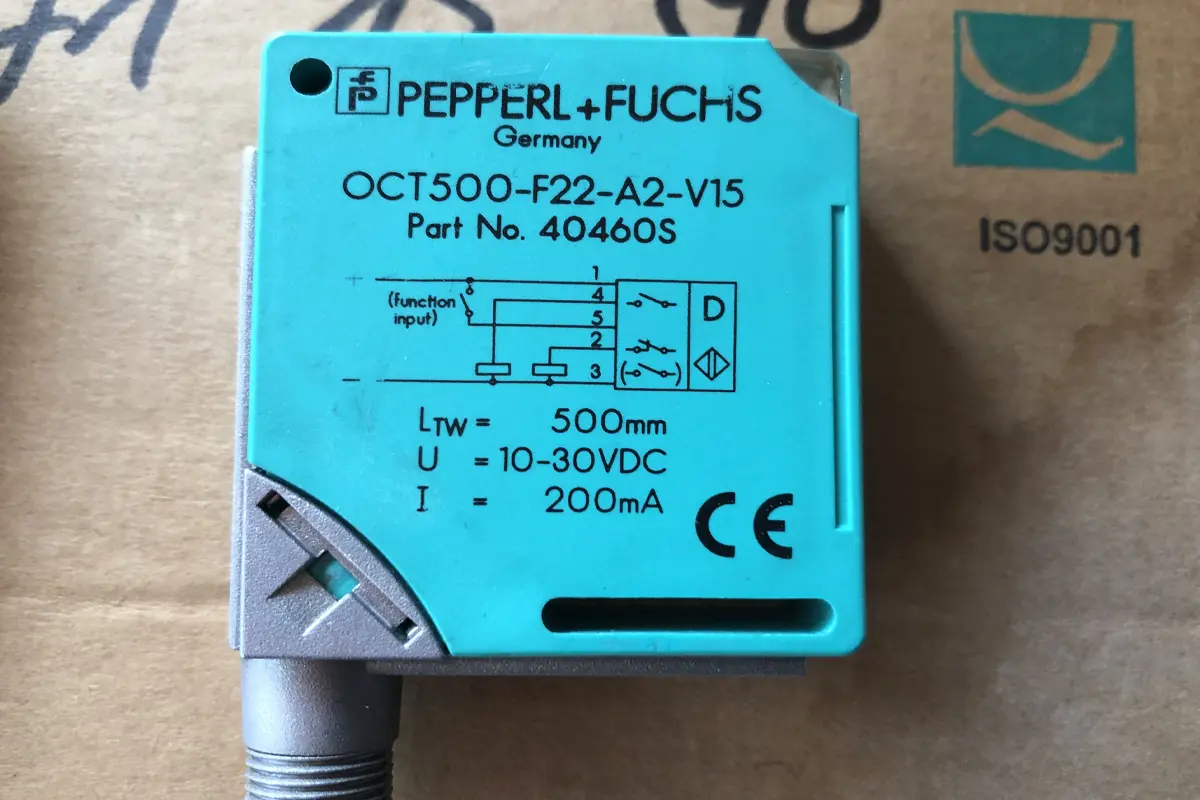 PEPPERL+FUCHS
Germany
OCT500-F22-A2-V15
Part No. 40460S
+
1
(function
input)
4
5
2
3
D
( )
−
LTW = 500mm
U = 10-30VDC
I = 200mA
CE
ISO9001